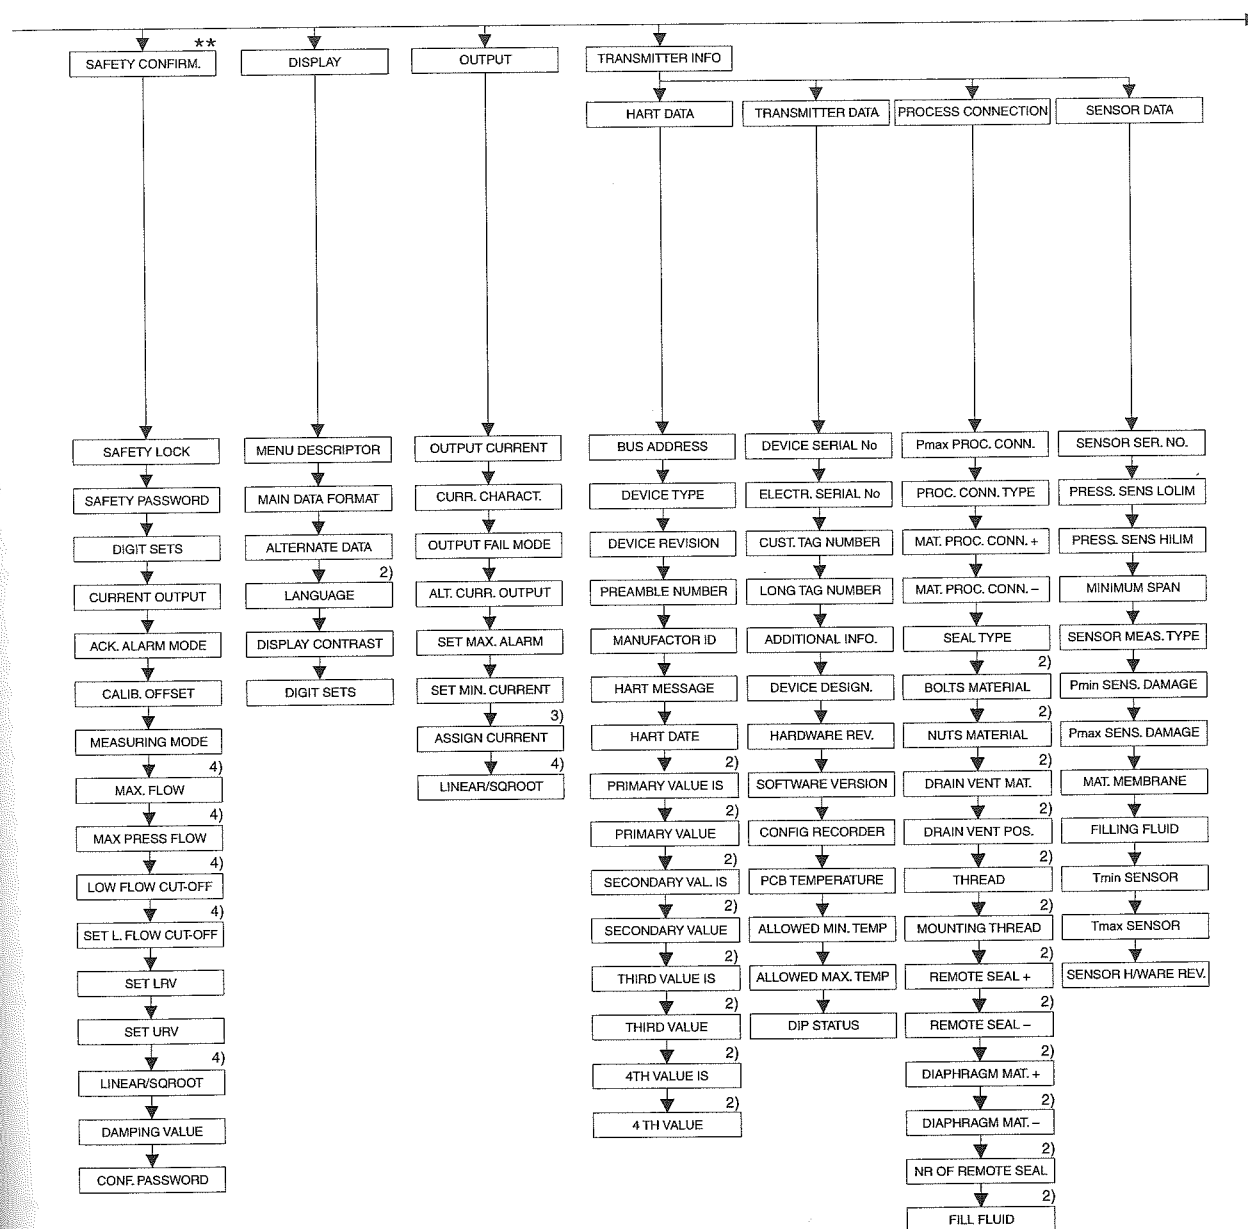 **
SAFETY CONFIRM.
DISPLAY
OUTPUT
TRANSMITTER INFO
HART DATA
TRANSMITTER DATA
PROCESS CONNECTION
SENSOR DATA
SAFETY LOCK
SAFETY PASSWORD
DIGIT SETS
CURRENT OUTPUT
ACK. ALARM MODE
CALIB. OFFSET
MEASURING MODE
4)
MAX. FLOW
4)
MAX PRESS FLOW
4)
LOW FLOW CUT-OFF
4)
SET L. FLOW CUT-OFF
SET LRV
SET URV
4)
LINEAR/SQROOT
DAMPING VALUE
CONF. PASSWORD
MENU DESCRIPTOR
MAIN DATA FORMAT
ALTERNATE DATA
2)
LANGUAGE
DISPLAY CONTRAST
DIGIT SETS
OUTPUT CURRENT
CURR. CHARACT.
OUTPUT FAIL MODE
ALT. CURR. OUTPUT
SET MAX. ALARM
SET MIN. CURRENT
3)
ASSIGN CURRENT
4)
LINEAR/SQROOT
BUS ADDRESS
DEVICE TYPE
DEVICE REVISION
PREAMBLE NUMBER
MANUFACTOR ID
HART MESSAGE
HART DATE
2)
PRIMARY VALUE IS
2)
PRIMARY VALUE
2)
SECONDARY VAL. IS
2)
SECONDARY VALUE
2)
THIRD VALUE IS
2)
THIRD VALUE
2)
4TH VALUE IS
2)
4 TH VALUE
DEVICE SERIAL No
ELECTR. SERIAL No
CUST. TAG NUMBER
LONG TAG NUMBER
ADDITIONAL INFO.
DEVICE DESIGN.
HARDWARE REV.
SOFTWARE VERSION
CONFIG RECORDER
PCB TEMPERATURE
ALLOWED MIN. TEMP
ALLOWED MAX. TEMP
DIP STATUS
Pmax PROC. CONN.
PROC. CONN. TYPE
MAT. PROC. CONN. +
MAT. PROC. CONN. –
SEAL TYPE
2)
BOLTS MATERIAL
2)
NUTS MATERIAL
2)
DRAIN VENT MAT.
2)
DRAIN VENT POS.
2)
THREAD
2)
MOUNTING THREAD
2)
REMOTE SEAL +
2)
REMOTE SEAL –
2)
DIAPHRAGM MAT. +
2)
DIAPHRAGM MAT. –
2)
NR OF REMOTE SEAL
2)
FILL FLUID
SENSOR SER. NO.
PRESS. SENS LOLIM
PRESS. SENS HILIM
MINIMUM SPAN
SENSOR MEAS. TYPE
Pmin SENS. DAMAGE
Pmax SENS. DAMAGE
MAT. MEMBRANE
FILLING FLUID
Tmin SENSOR
Tmax SENSOR
SENSOR H/WARE REV.